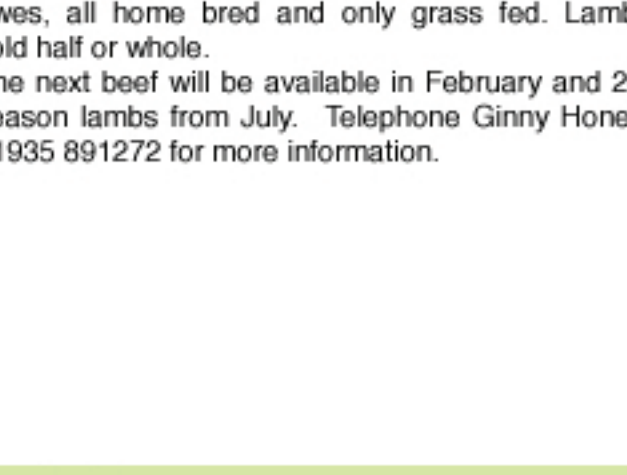 wes, all home bred and only grass fed. Lamb
old half or whole.
he next beef will be available in February and 2
eason lambs from July. Telephone Ginny Hone
1935 891272 for more information.